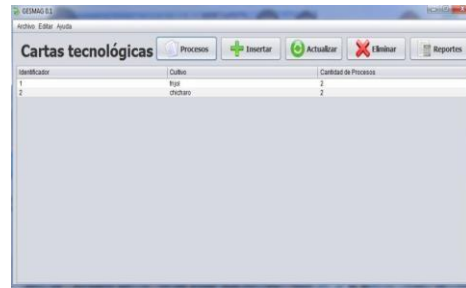 GESMAG 0.1
Archivo Editar Ayuda
Cartas tecnológicas Procesos Insertar Actualizar Eliminar Reportes
Identificador Cultivo Cantidad de Procesos
1 frijol 2
2 chicharo 2